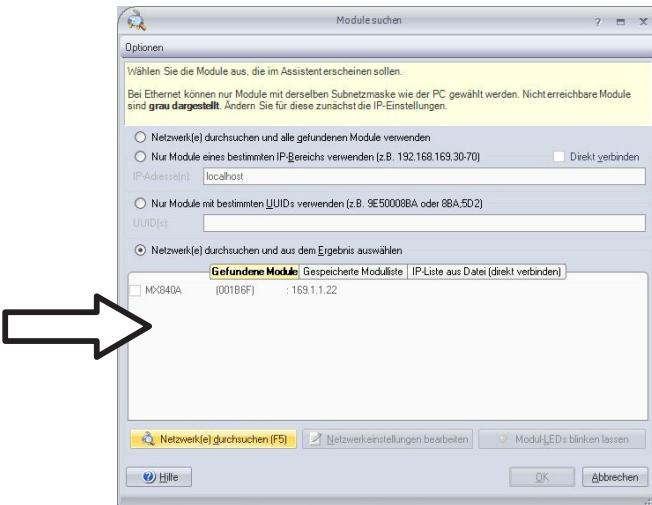 Module suchen
Optionen
Wählen Sie die Module aus, die im Assistent erscheinen sollen.
Bei Ethernet können nur Module mit derselben Subnetzmaske wie der PC gewählt werden. Nicht erreichbare Module
sind grau dargestellt. Ändern Sie für diese zunächst die IP-Einstellungen.
Netzwerk(e) durchsuchen und alle gefundenen Module verwenden
Nur Module eines bestimmten IP-Bereichs verwenden (z.B. 192.168.169.30-70) Direkt verbinden
IP-Adresse(n): localhost
Nur Module mit bestimmten UUIDs verwenden (z.B. 9E50008BA oder 8BA;5D2)
UUID(s):
Netzwerk(e) durchsuchen und aus dem Ergebnis auswählen
Gefundene Module Gespeicherte Modulliste IP-Liste aus Datei (direkt verbinden)
MX840A (001B6F) : 169.1.1.22
Netzwerk(e) durchsuchen (F5) Netzwerkeinstellungen bearbeiten Modul-LEDs blinken lassen
Hilfe OK Abbrechen